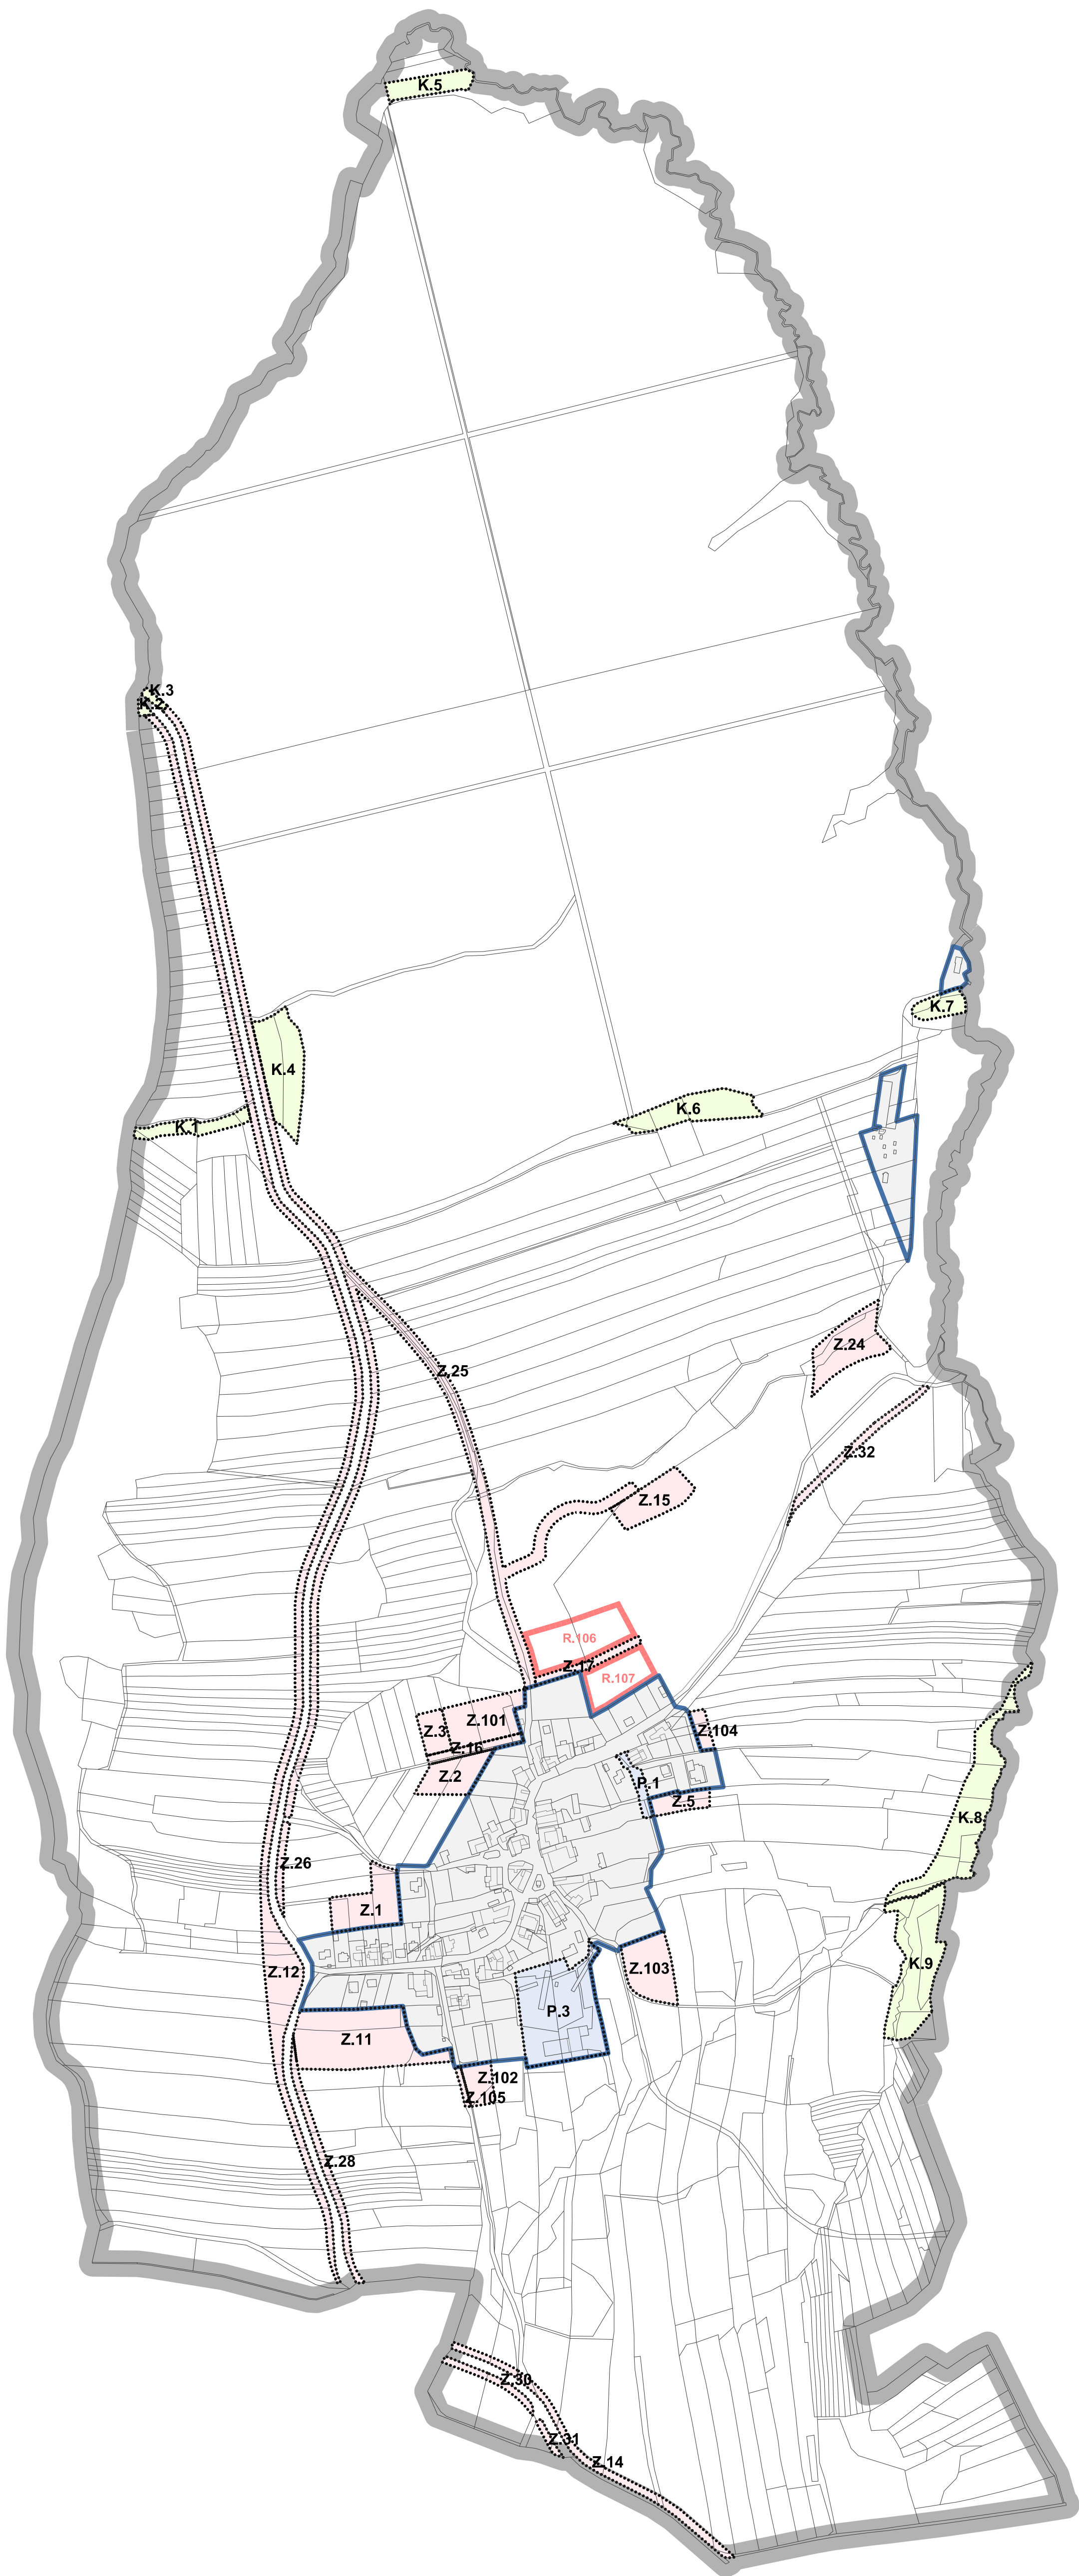 K.5
K.3
K.2
K.7
K.4
K.6
K.1
Z.24
Z.25
Z.32
Z.15
R.106
Z.17
R.107
Z.101
Z.3
Z.104
Z.16
Z.2
P.1
Z.5
K.8
Z.26
Z.1
K.9
Z.103
Z.12
P.3
Z.11
Z.102
Z.105
Z.28
Z.30
Z.31
Z.14